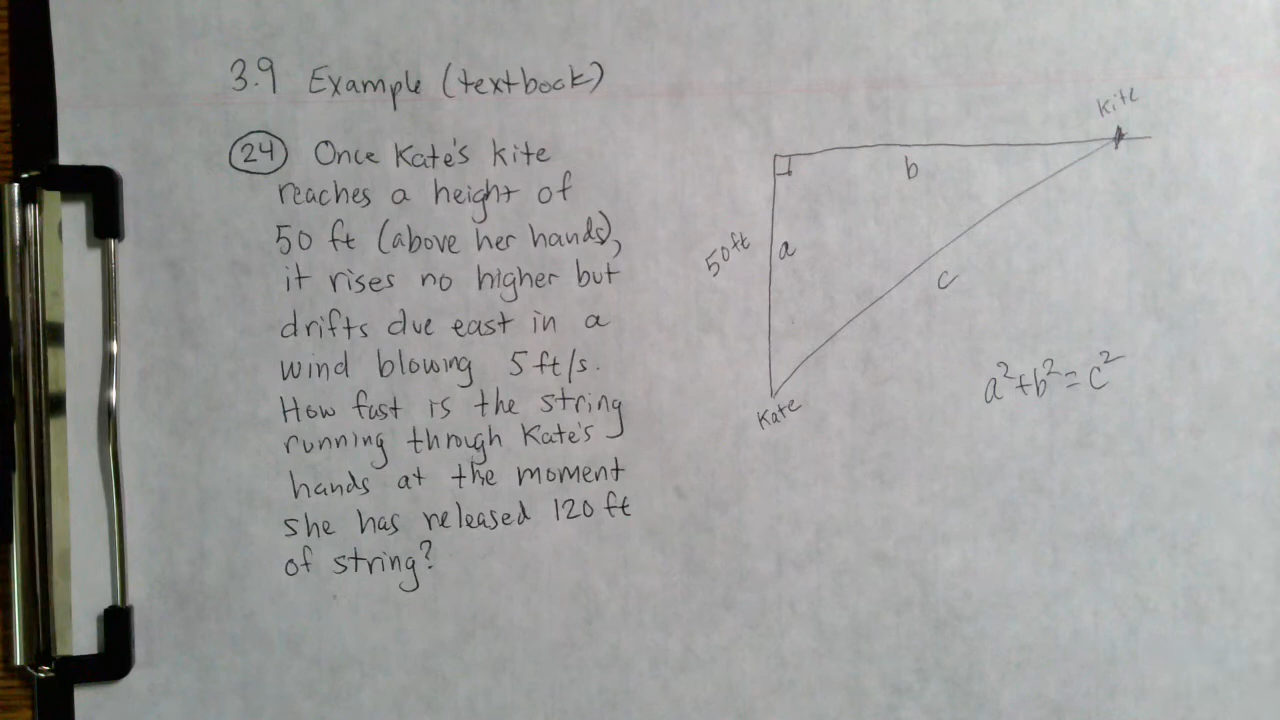 3.9 Example (textbook)
24 Once Kate's kite
reaches a height of
50 ft (above her hands),
it rises no higher but
drifts due east in a
wind blowing 5 ft/s.
How fast is the string
running through Kate's
hands at the moment
she has released 120 ft
of string?
kite
b
50 ft a
c
Kate
a²+b²=c²